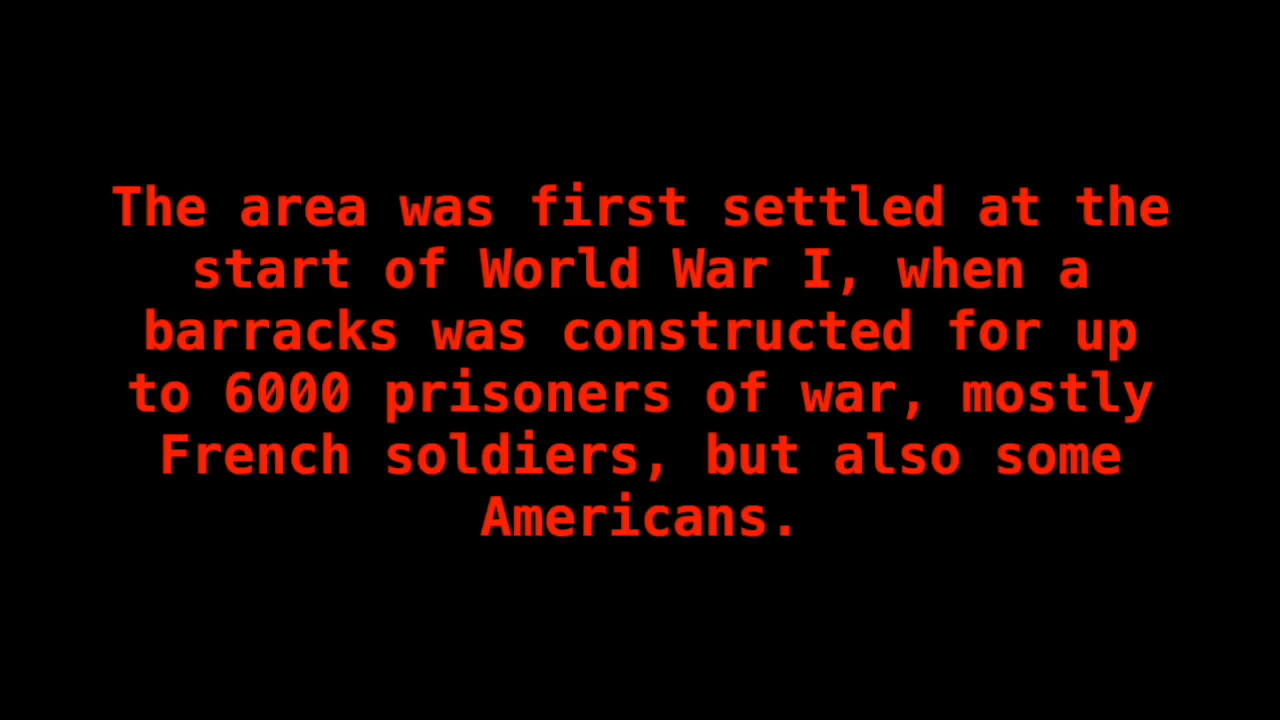 The area was first settled at the
start of World War I, when a
barracks was constructed for up
to 6000 prisoners of war, mostly
French soldiers, but also some
Americans.